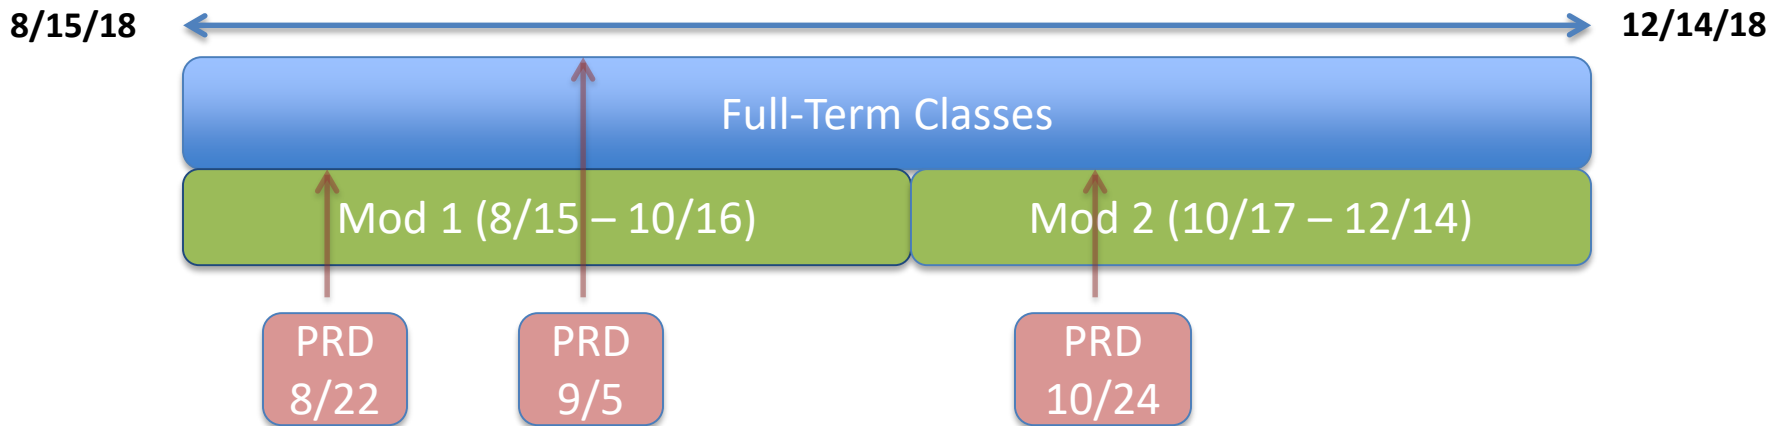 8/15/18
12/14/18
Full-Term Classes
Mod 1 (8/15 – 10/16)
Mod 2 (10/17 – 12/14)
PRD
8/22
PRD
9/5
PRD
10/24